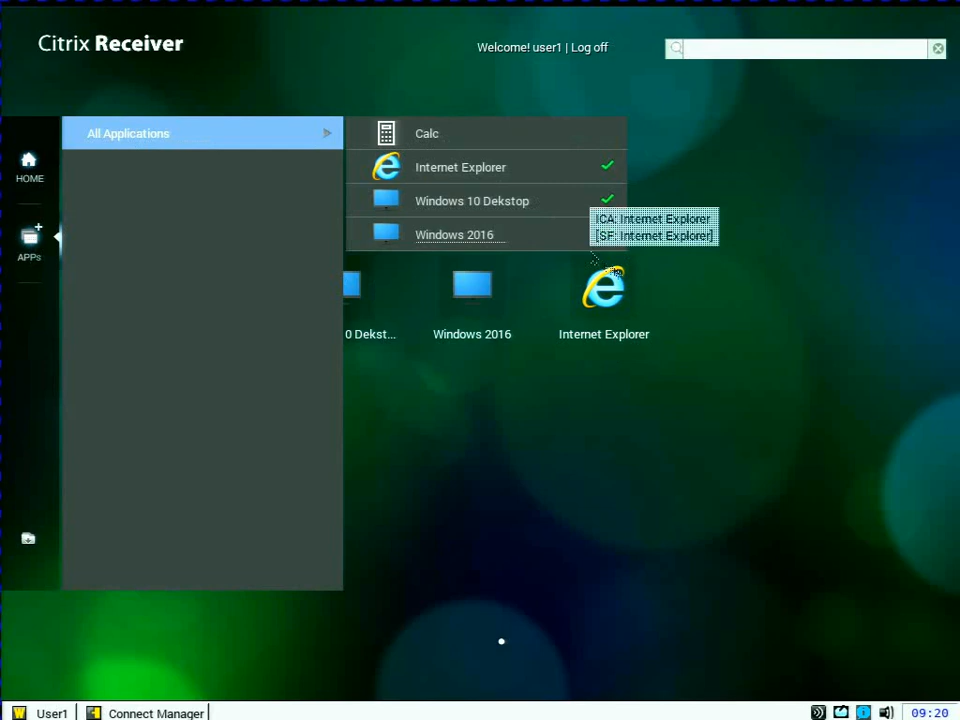 Citrix Receiver
Welcome! user1 | Log off
All Applications
Calc
Internet Explorer
Windows 10 Dekstop
Windows 2016
ICA: Internet Explorer
[SF: Internet Explorer]
HOME
APPs
0 Dekst...
Windows 2016
Internet Explorer
User1
Connect Manager
09:20